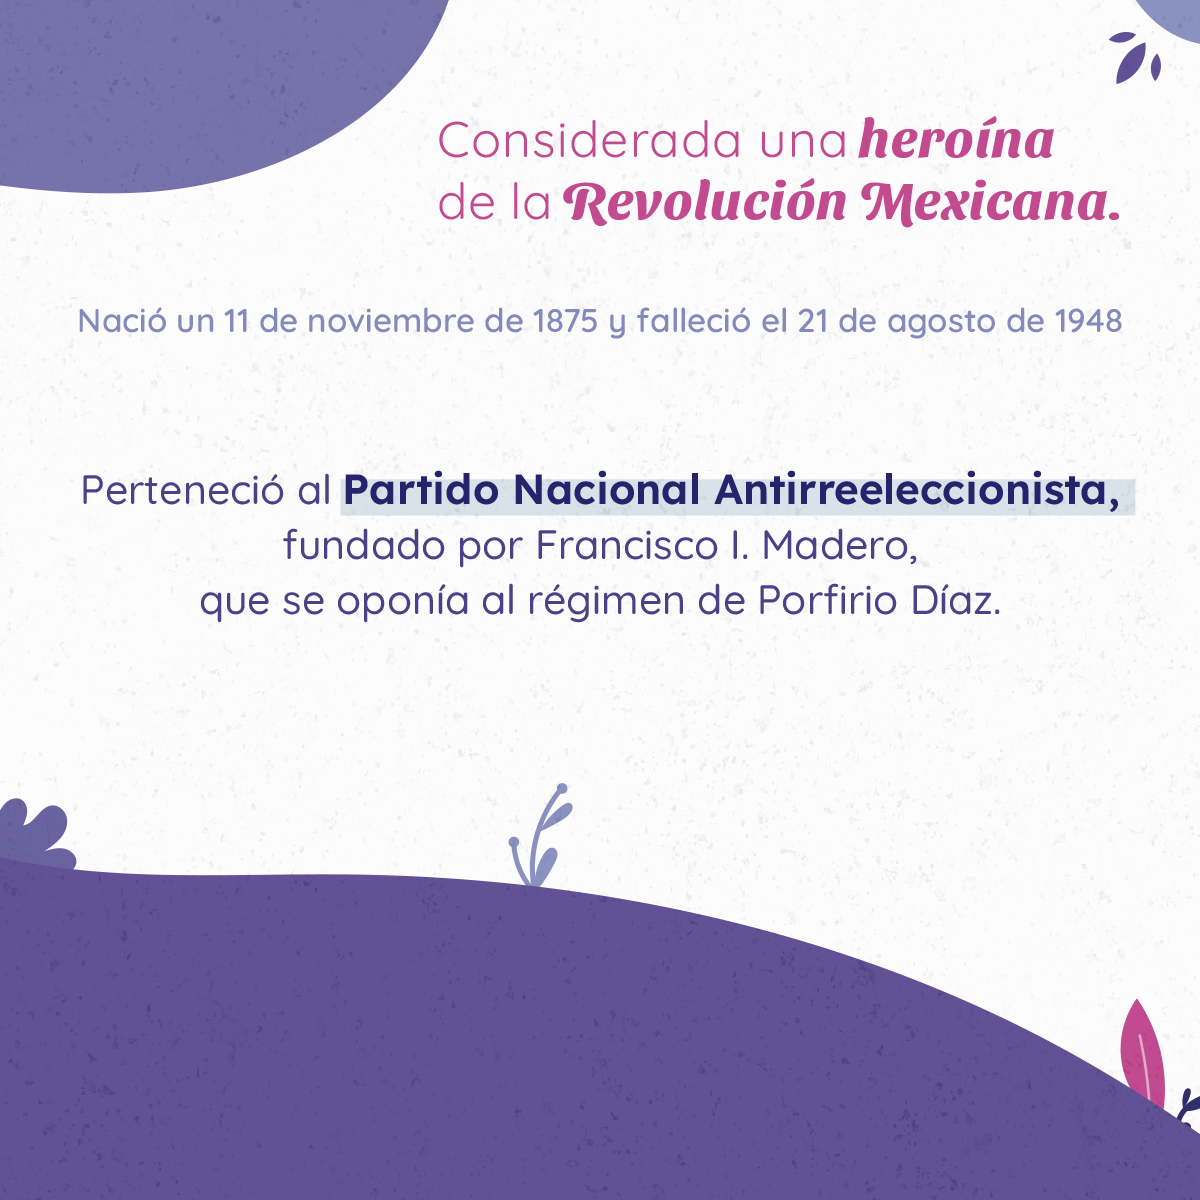 Considerada una heroína
de la Revolución Mexicana.
Nació un 11 de noviembre de 1875 y falleció el 21 de agosto de 1948
Perteneció al Partido Nacional Antirreeleccionista,
fundado por Francisco I. Madero,
que se oponía al régimen de Porfirio Díaz.